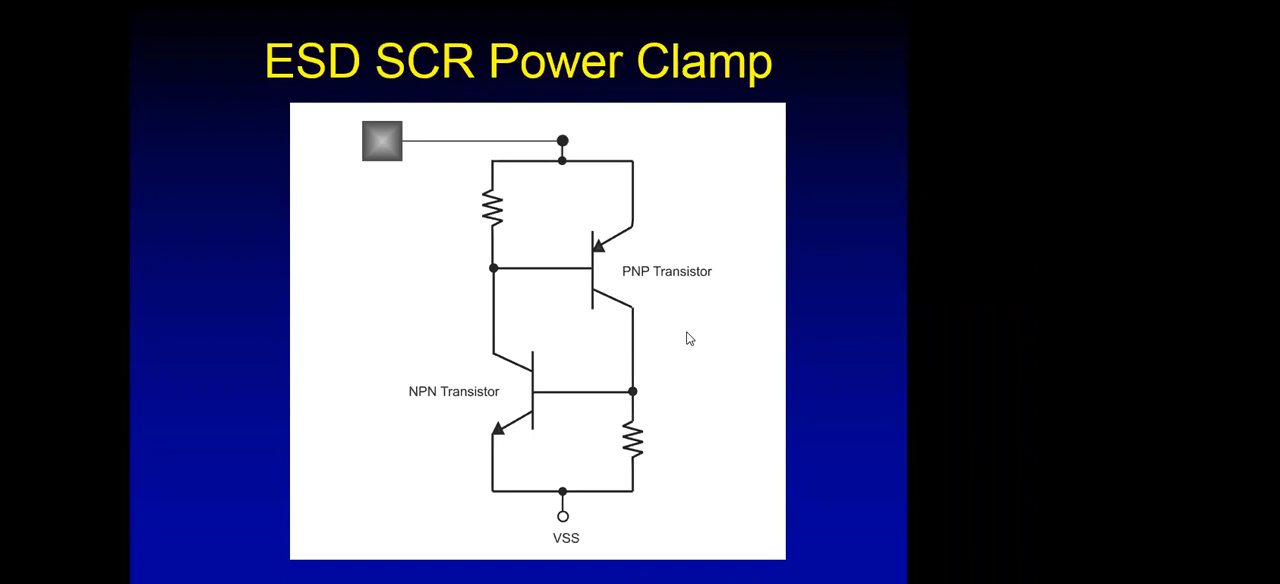 ESD SCR Power Clamp
PNP Transistor
NPN Transistor
VSS